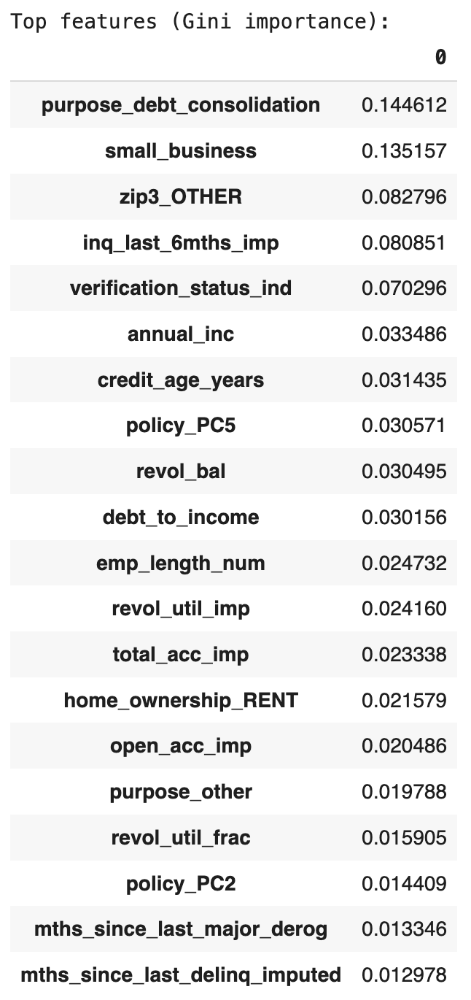 Top features (Gini importance):
0
purpose_debt_consolidation 0.144612
small_business 0.135157
zip3_OTHER 0.082796
inq_last_6mths_imp 0.080851
verification_status_ind 0.070296
annual_inc 0.033486
credit_age_years 0.031435
policy_PC5 0.030571
revol_bal 0.030495
debt_to_income 0.030156
emp_length_num 0.024732
revol_util_imp 0.024160
total_acc_imp 0.023338
home_ownership_RENT 0.021579
open_acc_imp 0.020486
purpose_other 0.019788
revol_util_frac 0.015905
policy_PC2 0.014409
mths_since_last_major_derog 0.013346
mths_since_last_delinq_imputed 0.012978